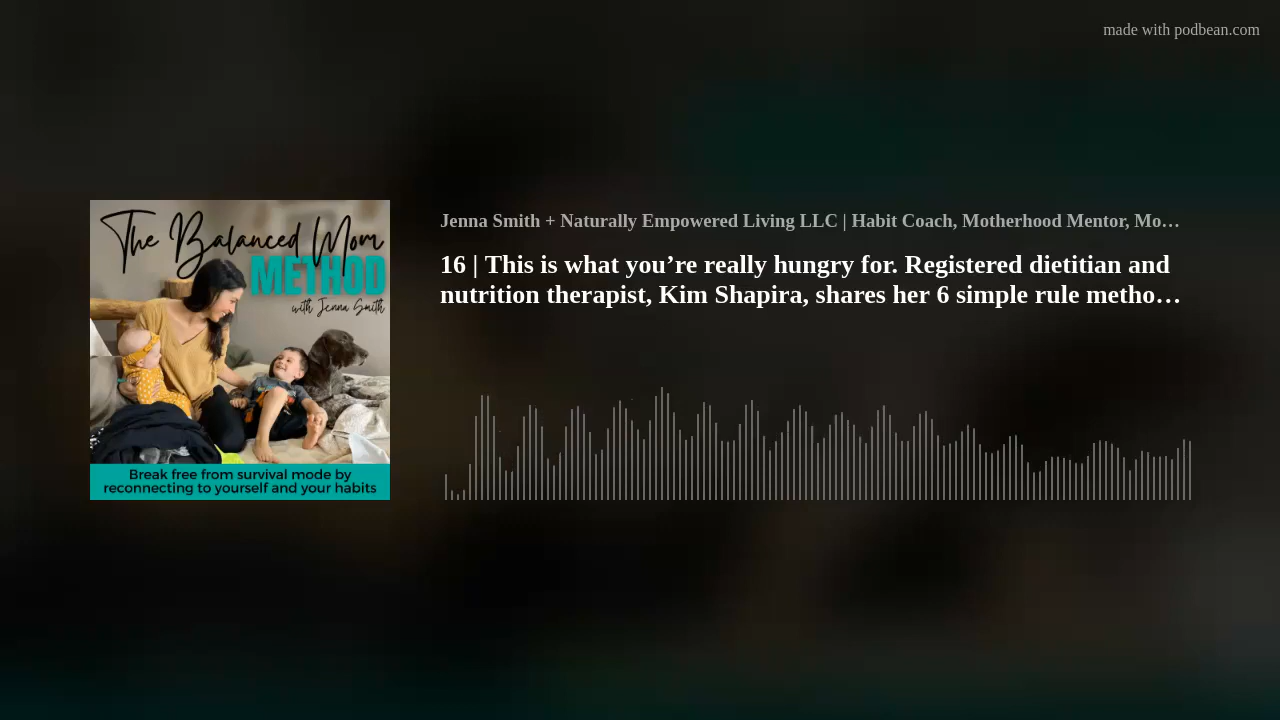 made with podbean.com
The Balanced Mom
METHOD
with Jenna Smith
Break free from survival mode by
reconnecting to yourself and your habits
Jenna Smith + Naturally Empowered Living LLC | Habit Coach, Motherhood Mentor, Mo…
16 | This is what you’re really hungry for. Registered dietitian and
nutrition therapist, Kim Shapira, shares her 6 simple rule metho…